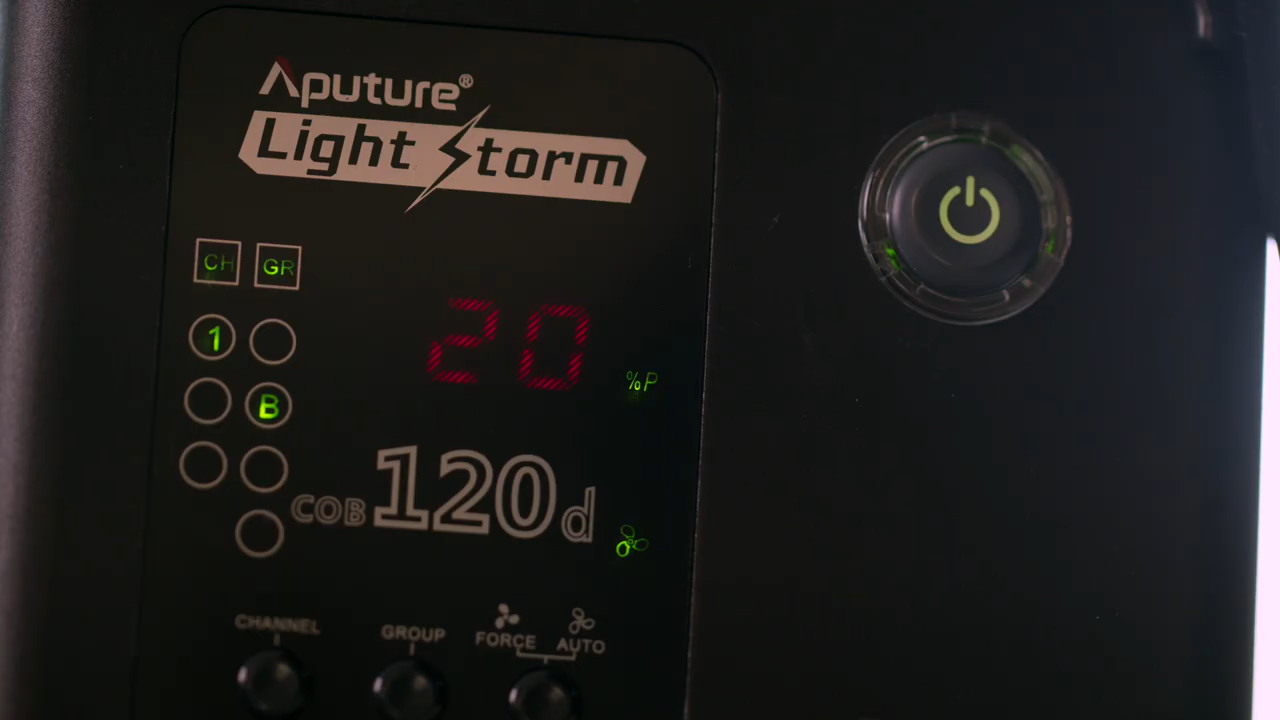 Aputure®
Light Storm
CH GR
1
20
%P
B
COB 120d
CHANNEL
GROUP
FORCE
AUTO